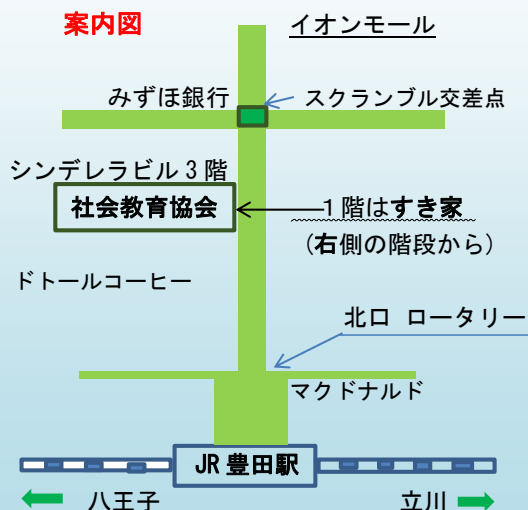 案内図
イオンモール
みずほ銀行
スクランブル交差点
シンデレラビル3階
社会教育協会
1階はすき家
(右側の階段から)
ドトールコーヒー
北口 ロータリー
マクドナルド
JR豊田駅
八王子
立川